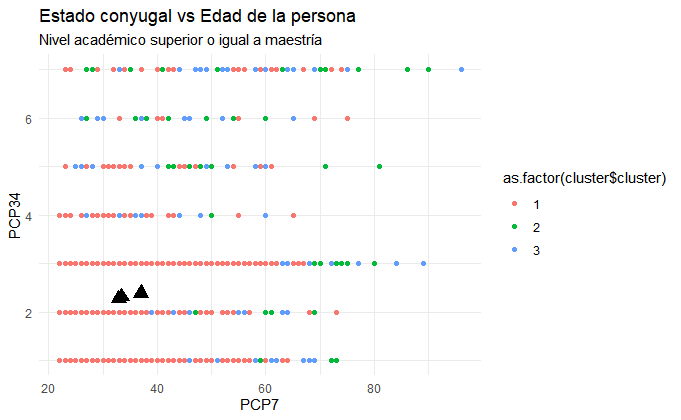 Estado conyugal vs Edad de la persona
Nivel académico superior o igual a maestría
6
4
2
PCP34
20 40 60 80
PCP7
as.factor(cluster$cluster)
1
2
3